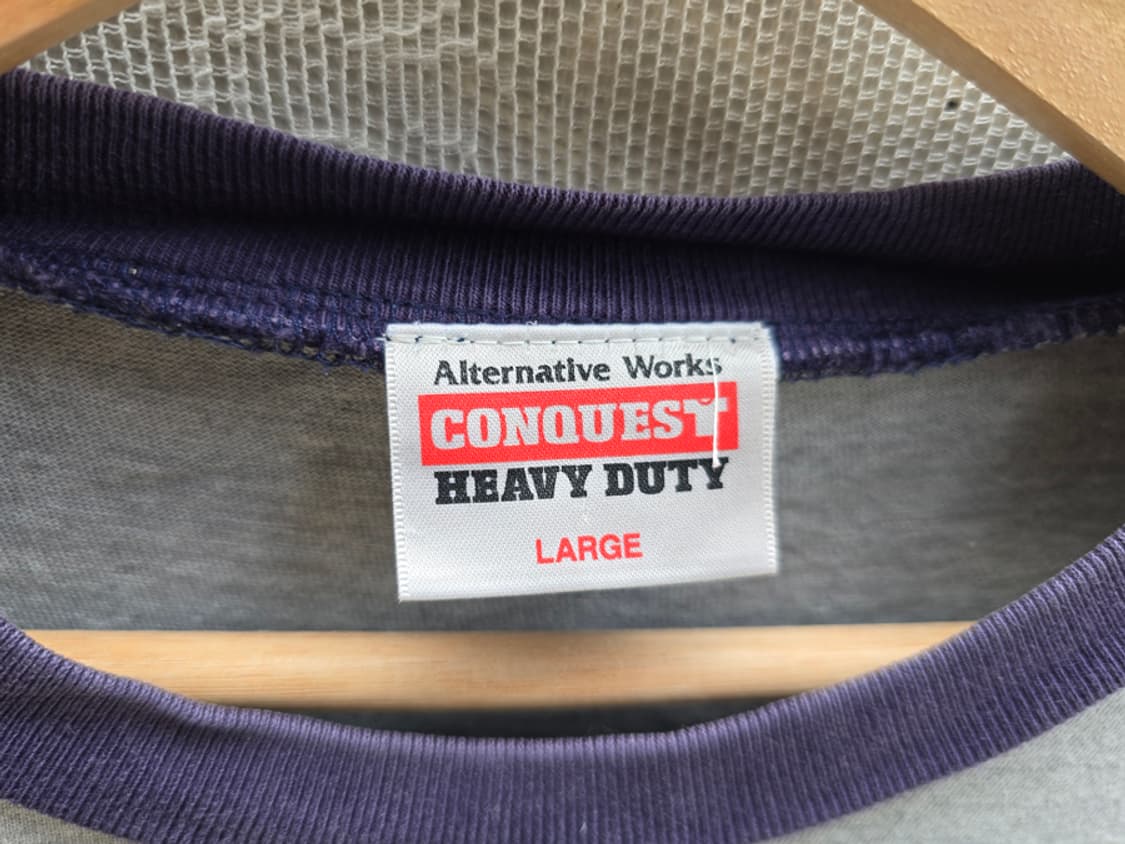 Alternative Works
CONQUEST
HEAVY DUTY
LARGE